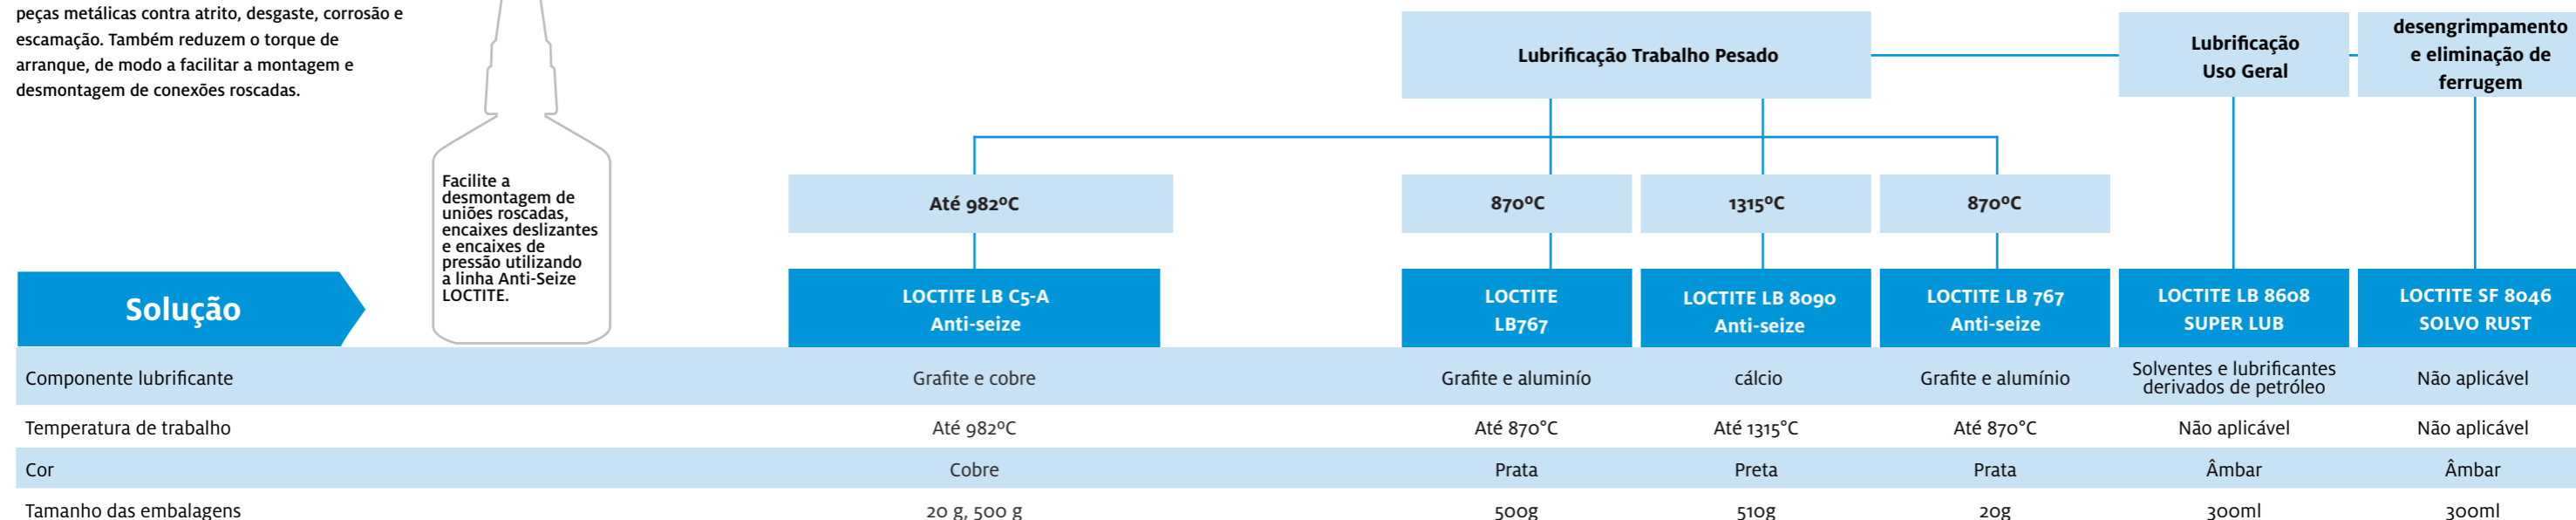 peças metálicas contra atrito, desgaste, corrosão e
escamação. Também reduzem o torque de
arranque, de modo a facilitar a montagem e
desmontagem de conexões roscadas.
Facilite a
desmontagem de
uniões roscadas,
encaixes deslizantes
e encaixes de
pressão utilizando
a linha Anti-Seize
LOCTITE.
Lubrificação Trabalho Pesado
Lubrificação
Uso Geral
desengrimpamento
e eliminação de
ferrugem
Até 982ºC
870ºC
1315ºC
870ºC
Solução
LOCTITE LB C5-A
Anti-seize
LOCTITE
LB767
LOCTITE LB 8090
Anti-seize
LOCTITE LB 767
Anti-seize
LOCTITE LB 8608
SUPER LUB
LOCTITE SF 8046
SOLVO RUST
Componente lubrificante
Grafite e cobre
Grafite e aluminío
cálcio
Grafite e alumínio
Solventes e lubrificantes
derivados de petróleo
Não aplicável
Temperatura de trabalho
Até 982ºC
Até 870°C
Até 1315°C
Até 870°C
Não aplicável
Não aplicável
Cor
Cobre
Prata
Preta
Prata
Âmbar
Âmbar
Tamanho das embalagens
20 g, 500 g
500g
510g
20g
300ml
300ml